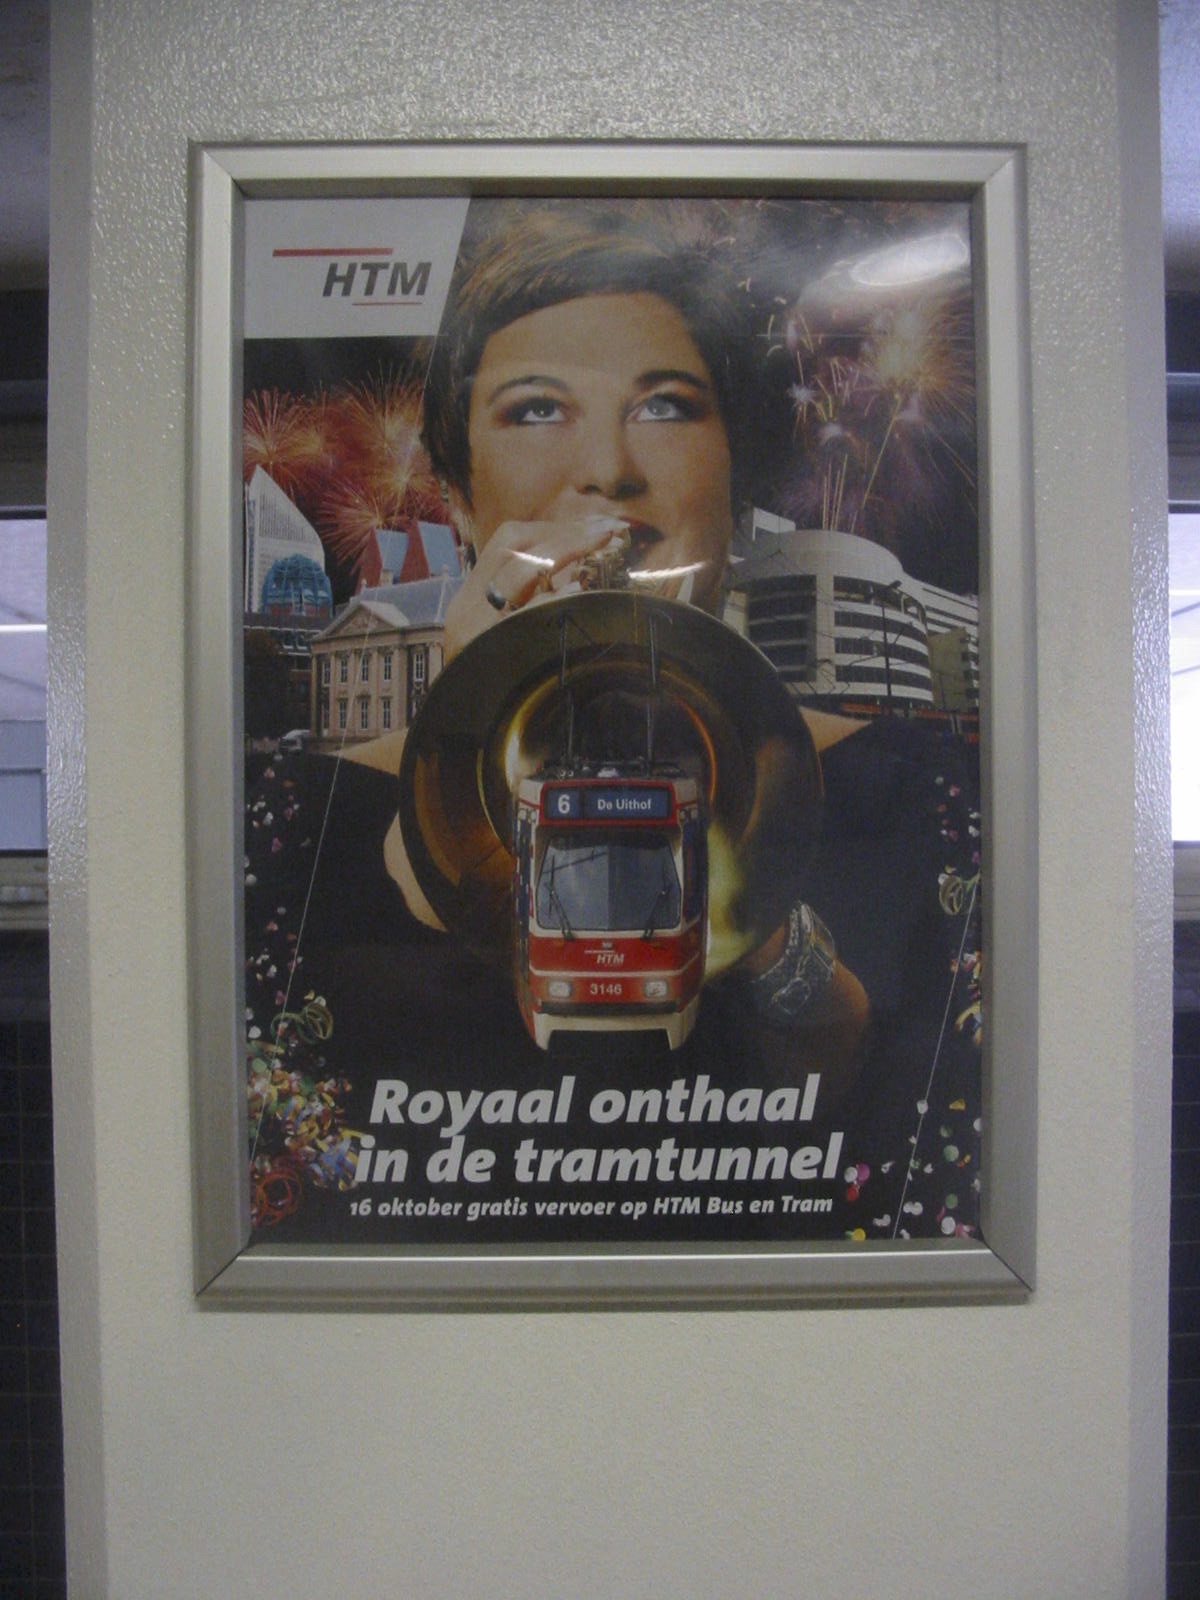 HTM
6 De Uithof
HTM
3146
Royaal onthaal
in de tramtunnel
16 oktober gratis vervoer op HTM Bus en Tram